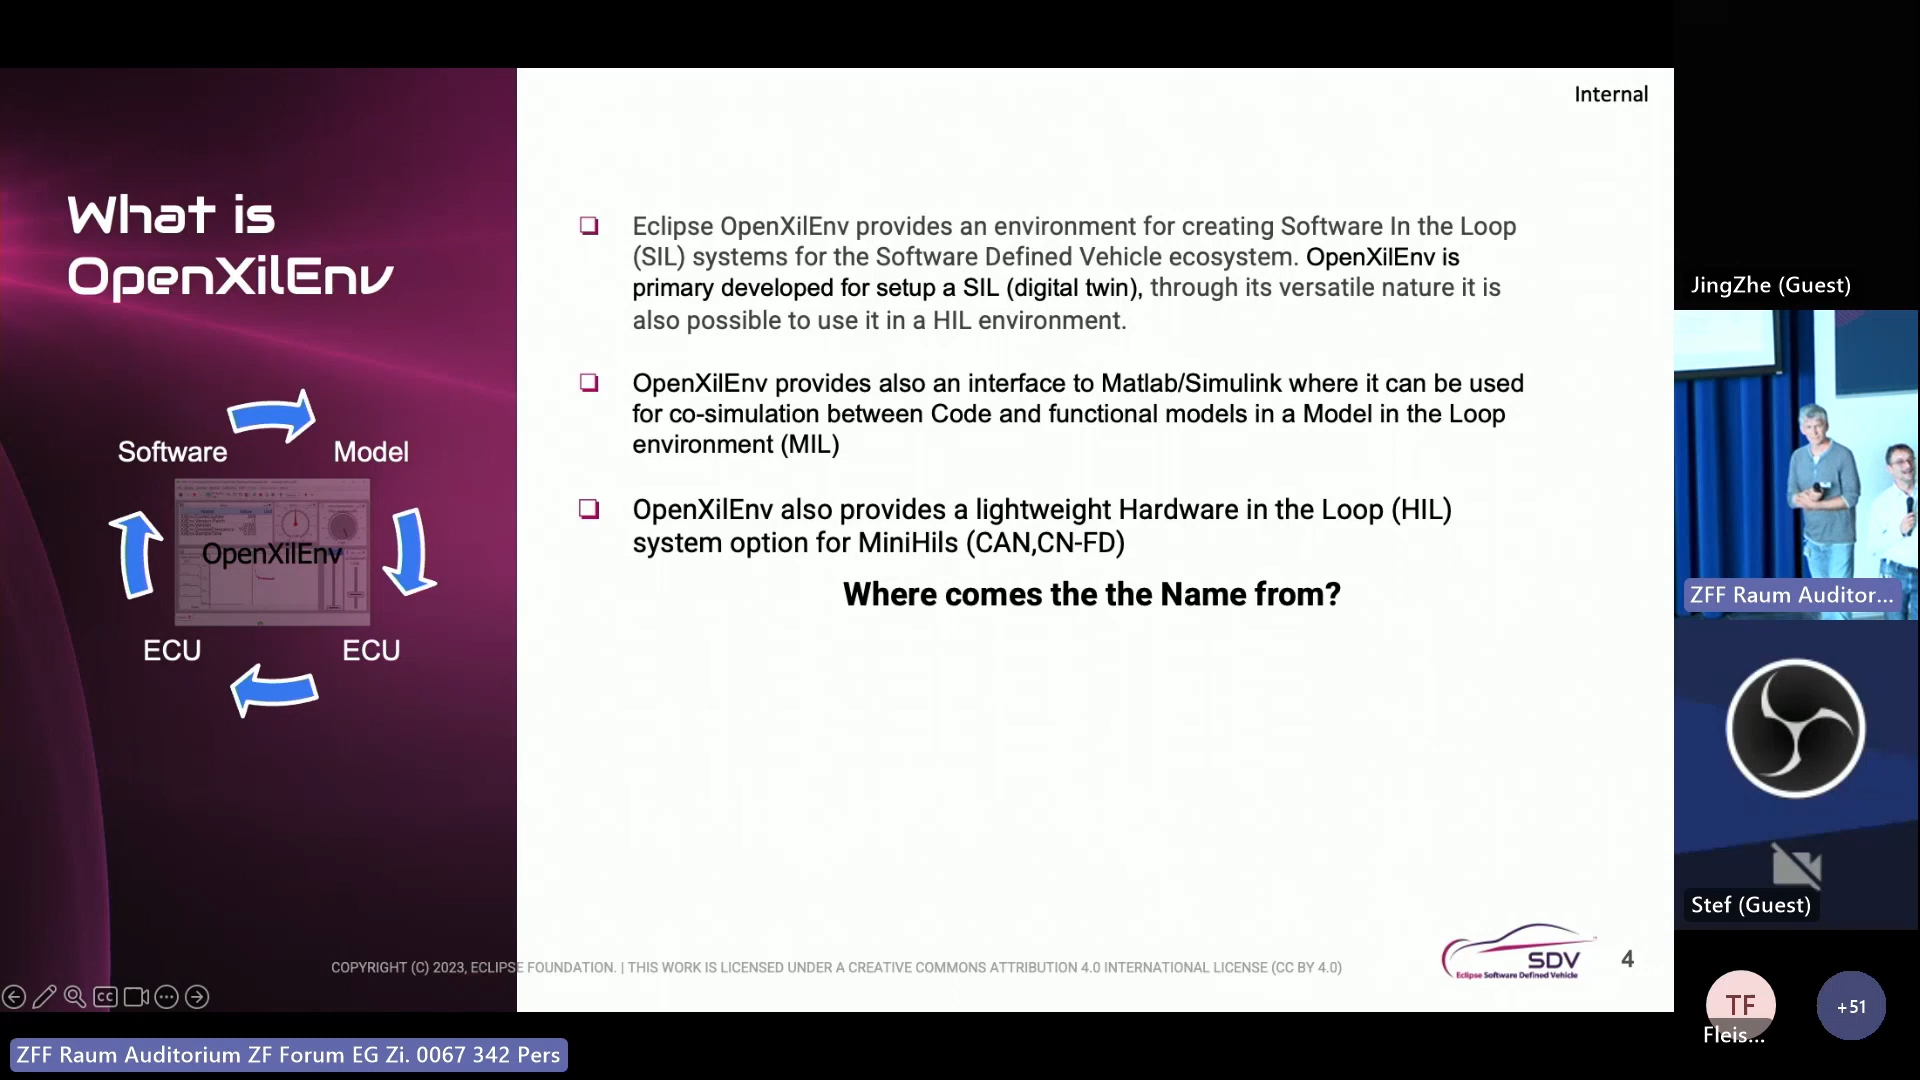 Internal
What is
OpenXilEnv
Software
Model
OpenXilEnv
ECU
ECU
Eclipse OpenXilEnv provides an environment for creating Software In the Loop
(SIL) systems for the Software Defined Vehicle ecosystem. OpenXilEnv is
primary developed for setup a SIL (digital twin), through its versatile nature it is
also possible to use it in a HIL environment.
OpenXilEnv provides also an interface to Matlab/Simulink where it can be used
for co-simulation between Code and functional models in a Model in the Loop
environment (MIL)
OpenXilEnv also provides a lightweight Hardware in the Loop (HIL)
system option for MiniHils (CAN,CN-FD)
Where comes the the Name from?
COPYRIGHT (C) 2023, ECLIPSE FOUNDATION. | THIS WORK IS LICENSED UNDER A CREATIVE COMMONS ATTRIBUTION 4.0 INTERNATIONAL LICENSE (CC BY 4.0)
SDV
Eclipse Software Defined Vehicle
4
CC
ZFF Raum Auditorium ZF Forum EG Zi. 0067 342 Pers
JingZhe (Guest)
ZFF Raum Auditor...
Stef (Guest)
TF
Fleis...
+51